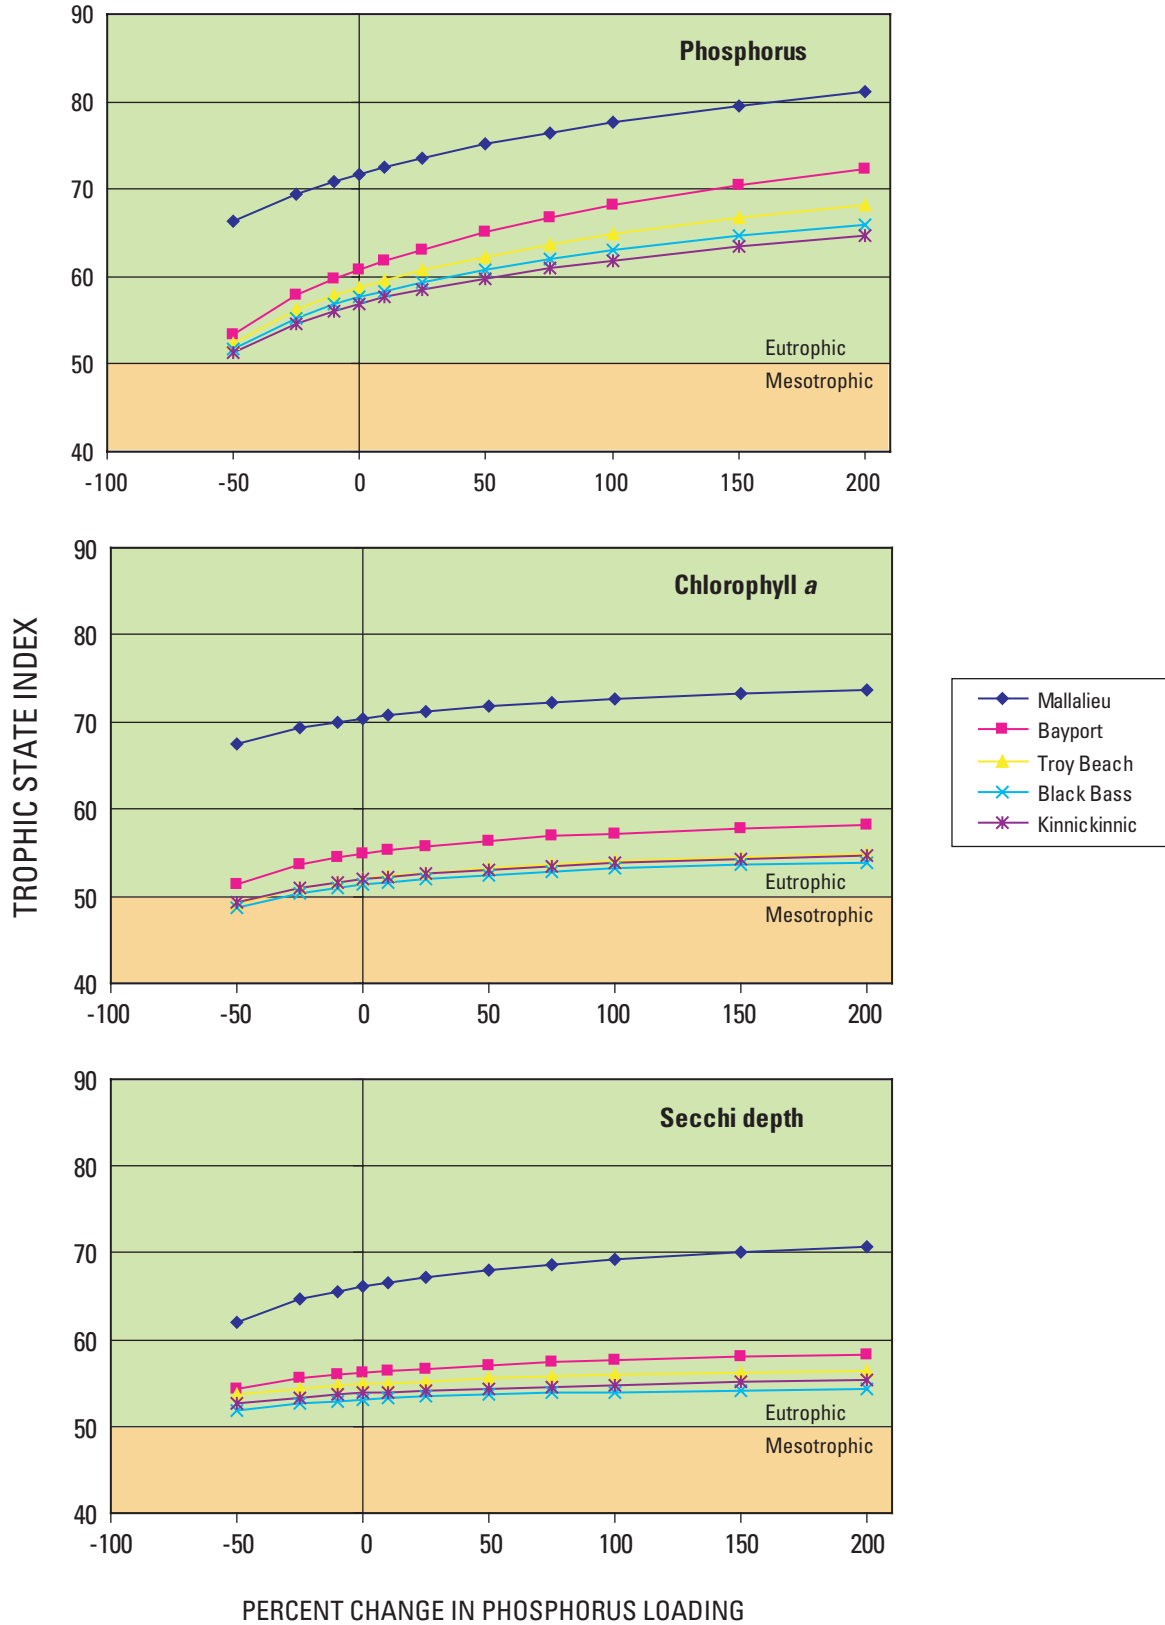 90
Phosphorus
80
70
60
50
Eutrophic
Mesotrophic
40
-100 -50 0 50 100 150 200
90
Chlorophyll a
80
70
60
50
Eutrophic
Mesotrophic
40
-100 -50 0 50 100 150 200
90
Secchi depth
80
70
60
50
Eutrophic
Mesotrophic
40
-100 -50 0 50 100 150 200
TROPHIC STATE INDEX
PERCENT CHANGE IN PHOSPHORUS LOADING
Mallalieu
Bayport
Troy Beach
Black Bass
Kinnickinnic